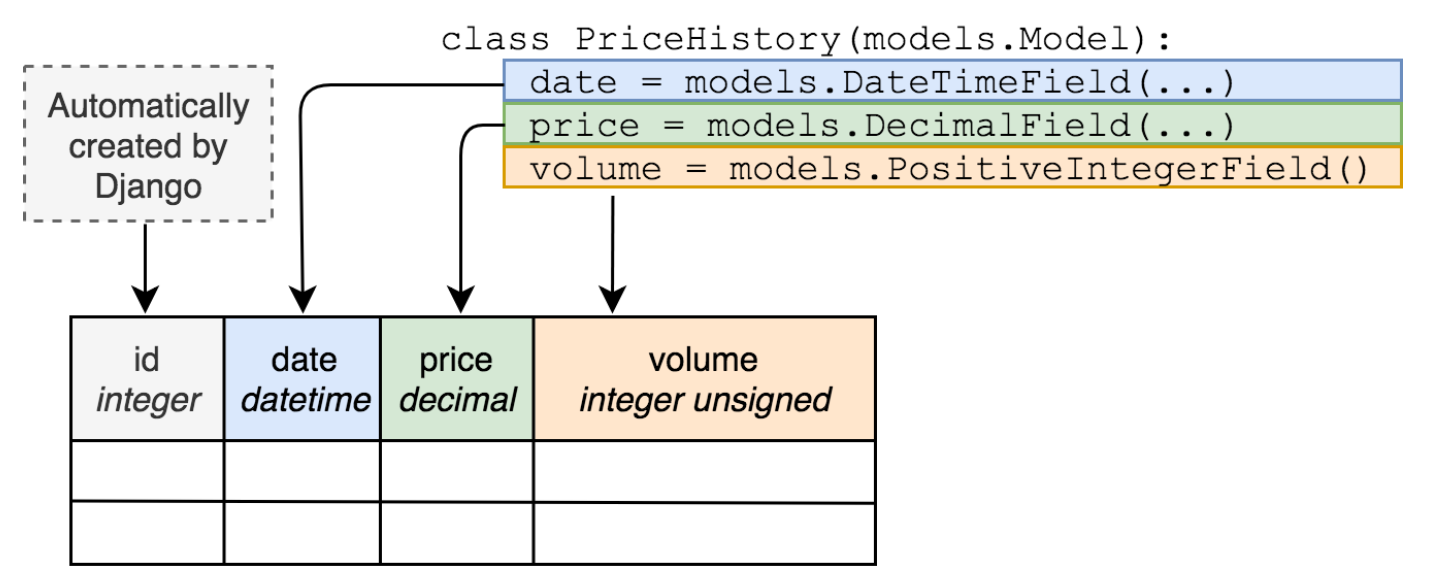 class PriceHistory(models.Model):
date = models.DateTimeField(...)
price = models.DecimalField(...)
volume = models.PositiveIntegerField()
Automatically
created by
Django
id
integer
date
datetime
price
decimal
volume
integer unsigned